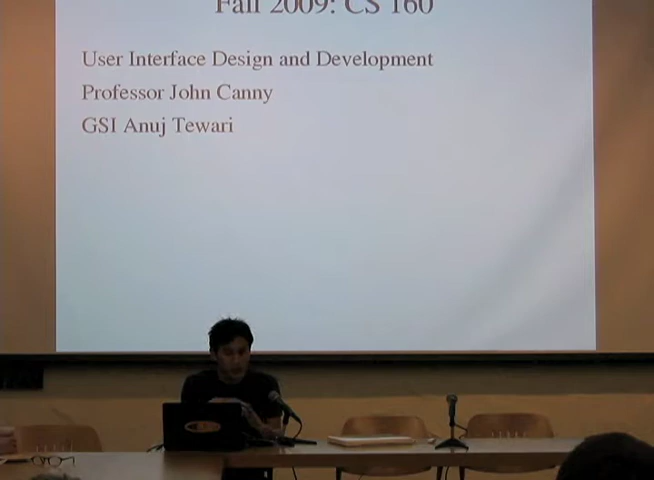 Fall 2009: CS 160
User Interface Design and Development
Professor John Canny
GSI Anuj Tewari